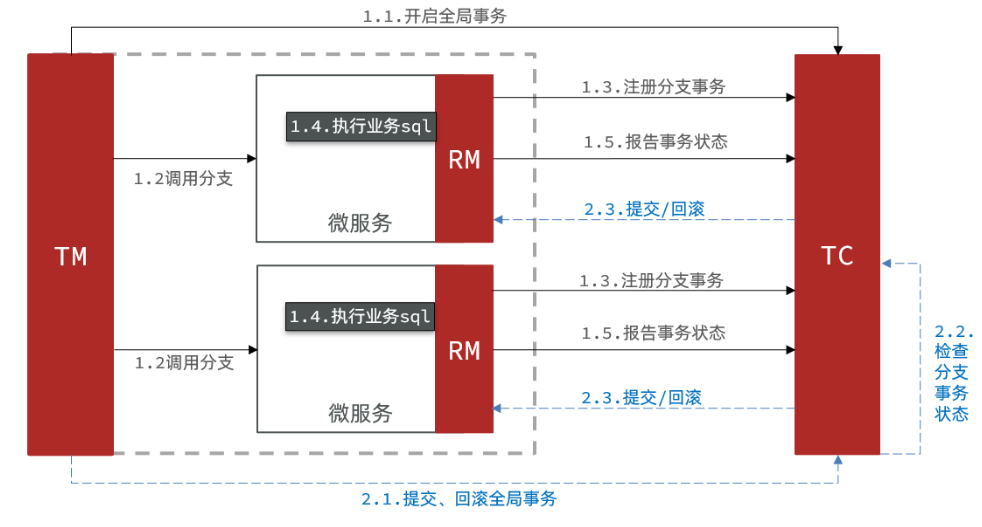 1.1.开启全局事务
TM
1.2调用分支
1.4.执行业务sql
RM
微服务
1.3.注册分支事务
1.5.报告事务状态
2.3.提交/回滚
TC
1.2调用分支
1.4.执行业务sql
RM
微服务
1.3.注册分支事务
1.5.报告事务状态
2.3.提交/回滚
2.2.
检查
分支
事务
状态
2.1.提交、回滚全局事务